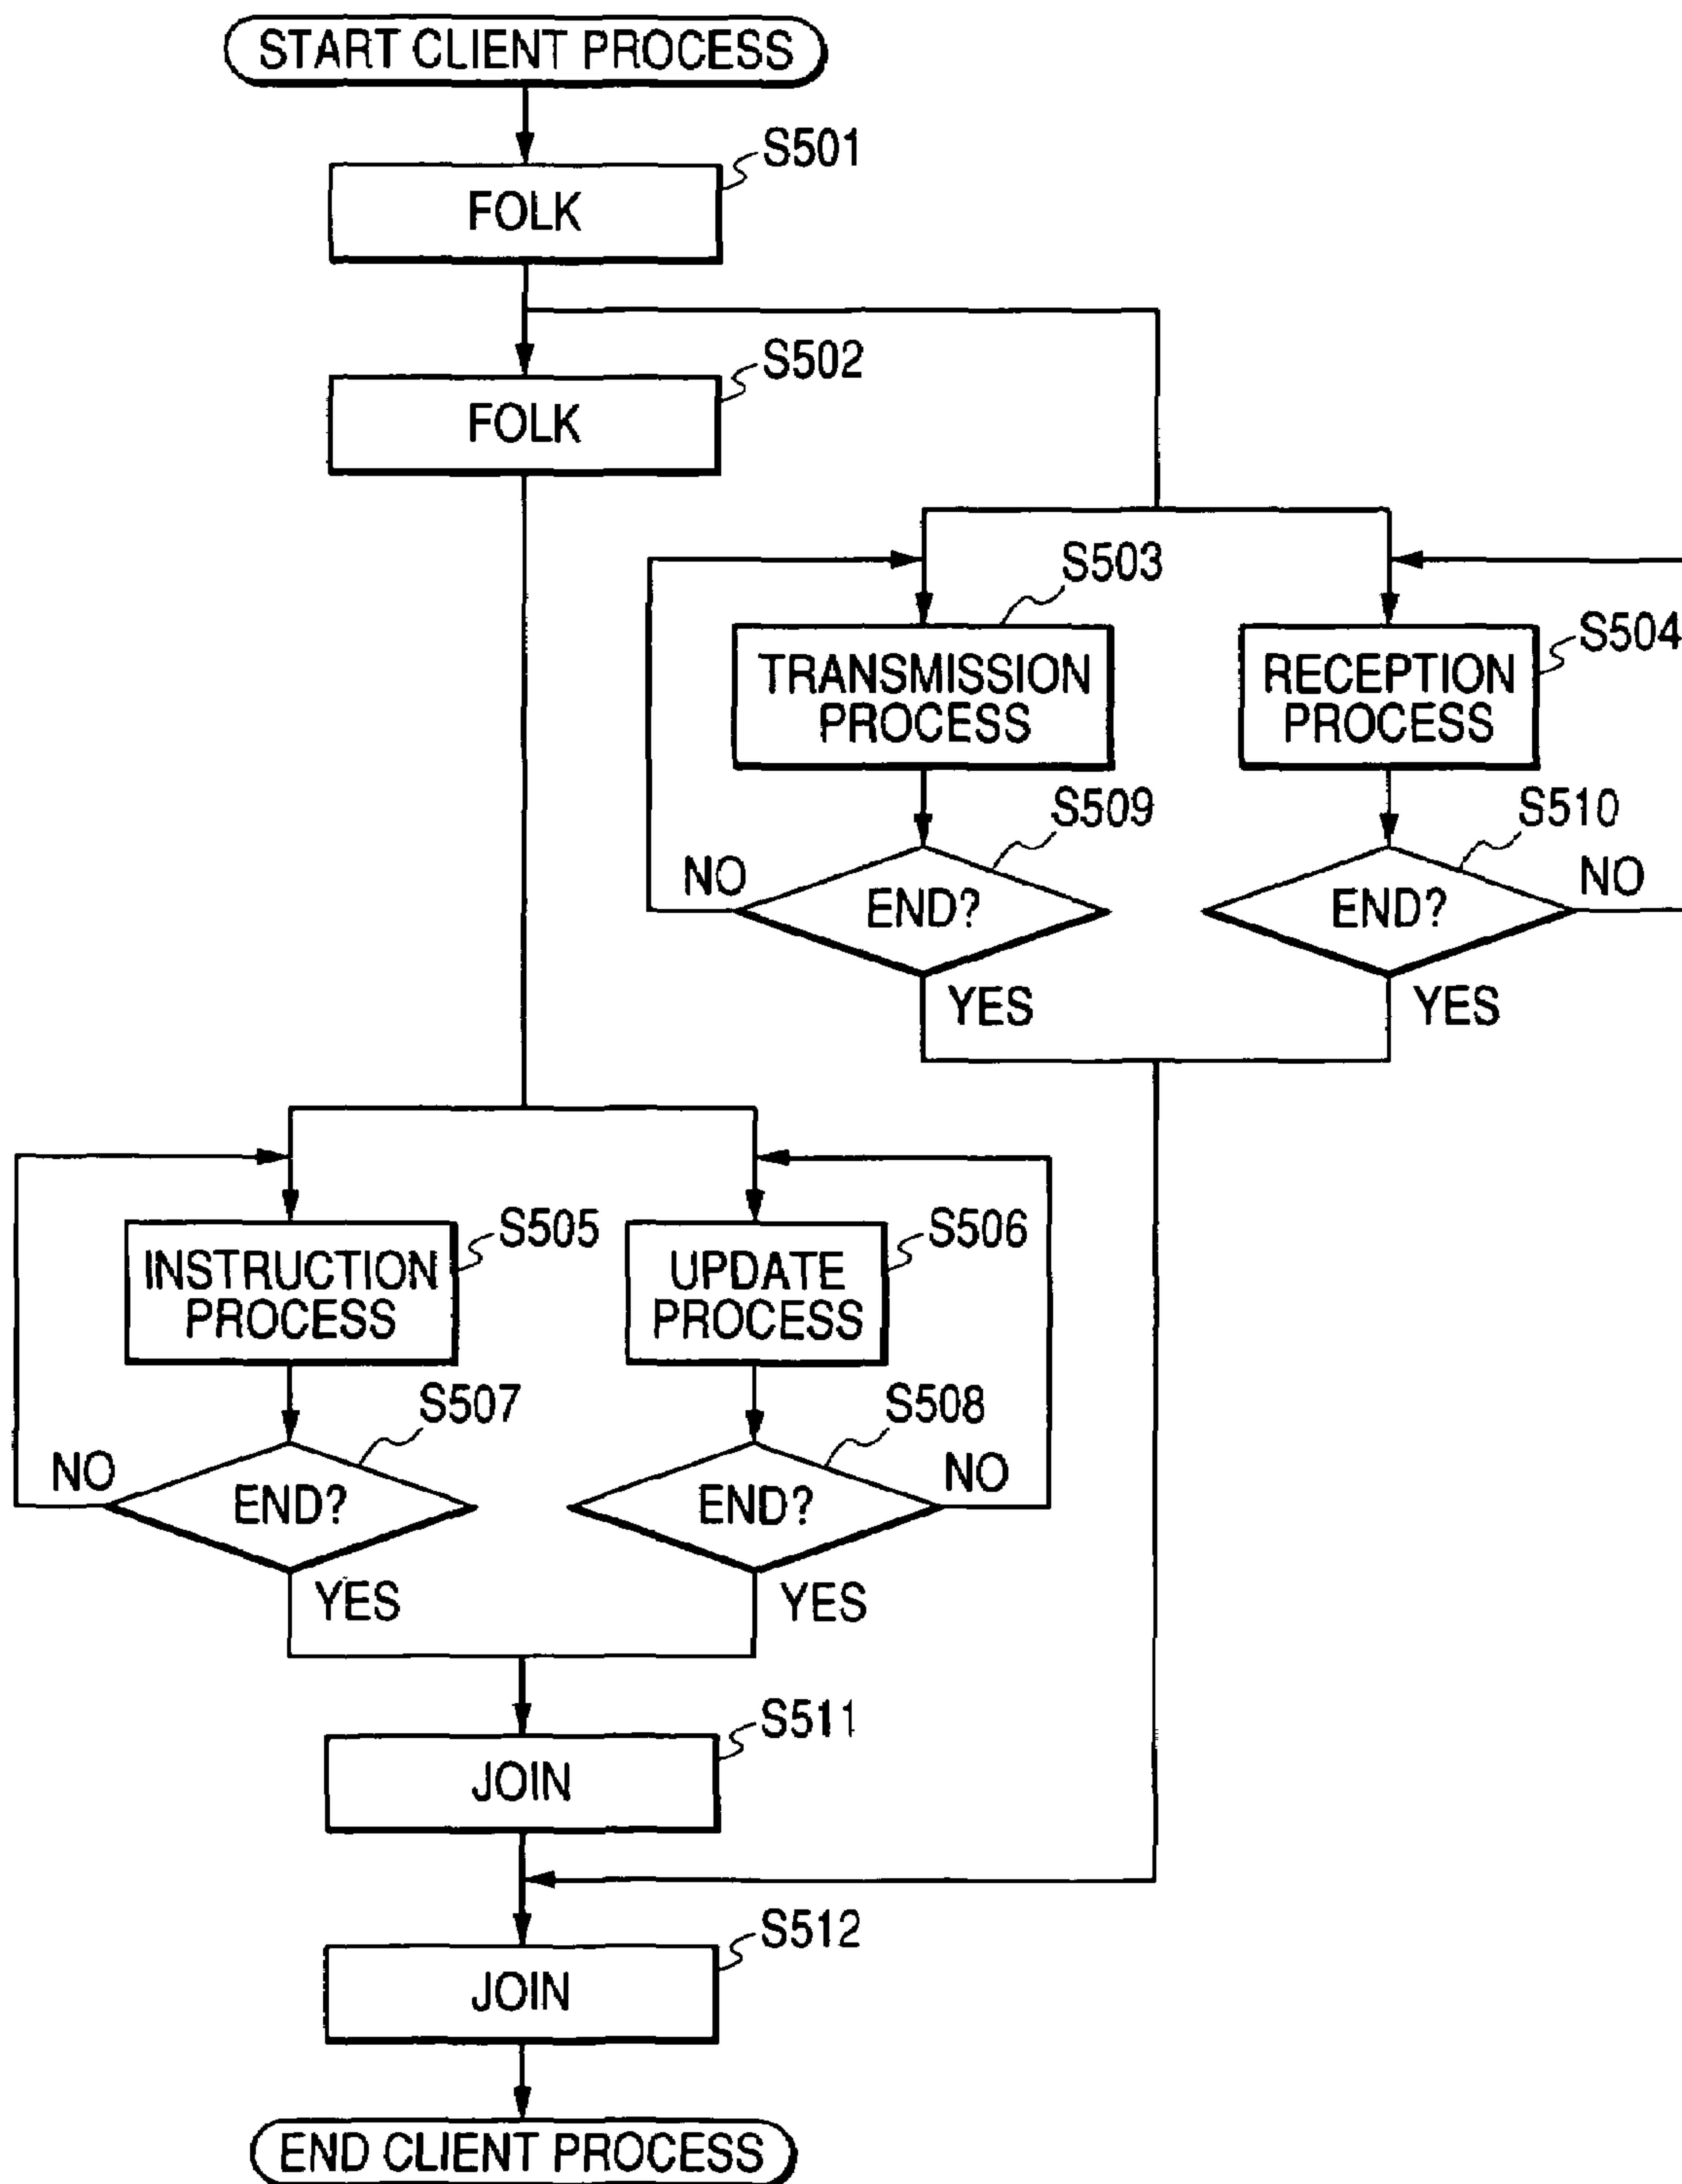 START CLIENT PROCESS
S501
FOLK
S502
FOLK
S503
TRANSMISSION
PROCESS
S504
RECEPTION
PROCESS
S509
END?
NO
YES
S510
END?
NO
YES
S505
INSTRUCTION
PROCESS
S506
UPDATE
PROCESS
S507
END?
NO
YES
S508
END?
NO
YES
S511
JOIN
S512
JOIN
END CLIENT PROCESS